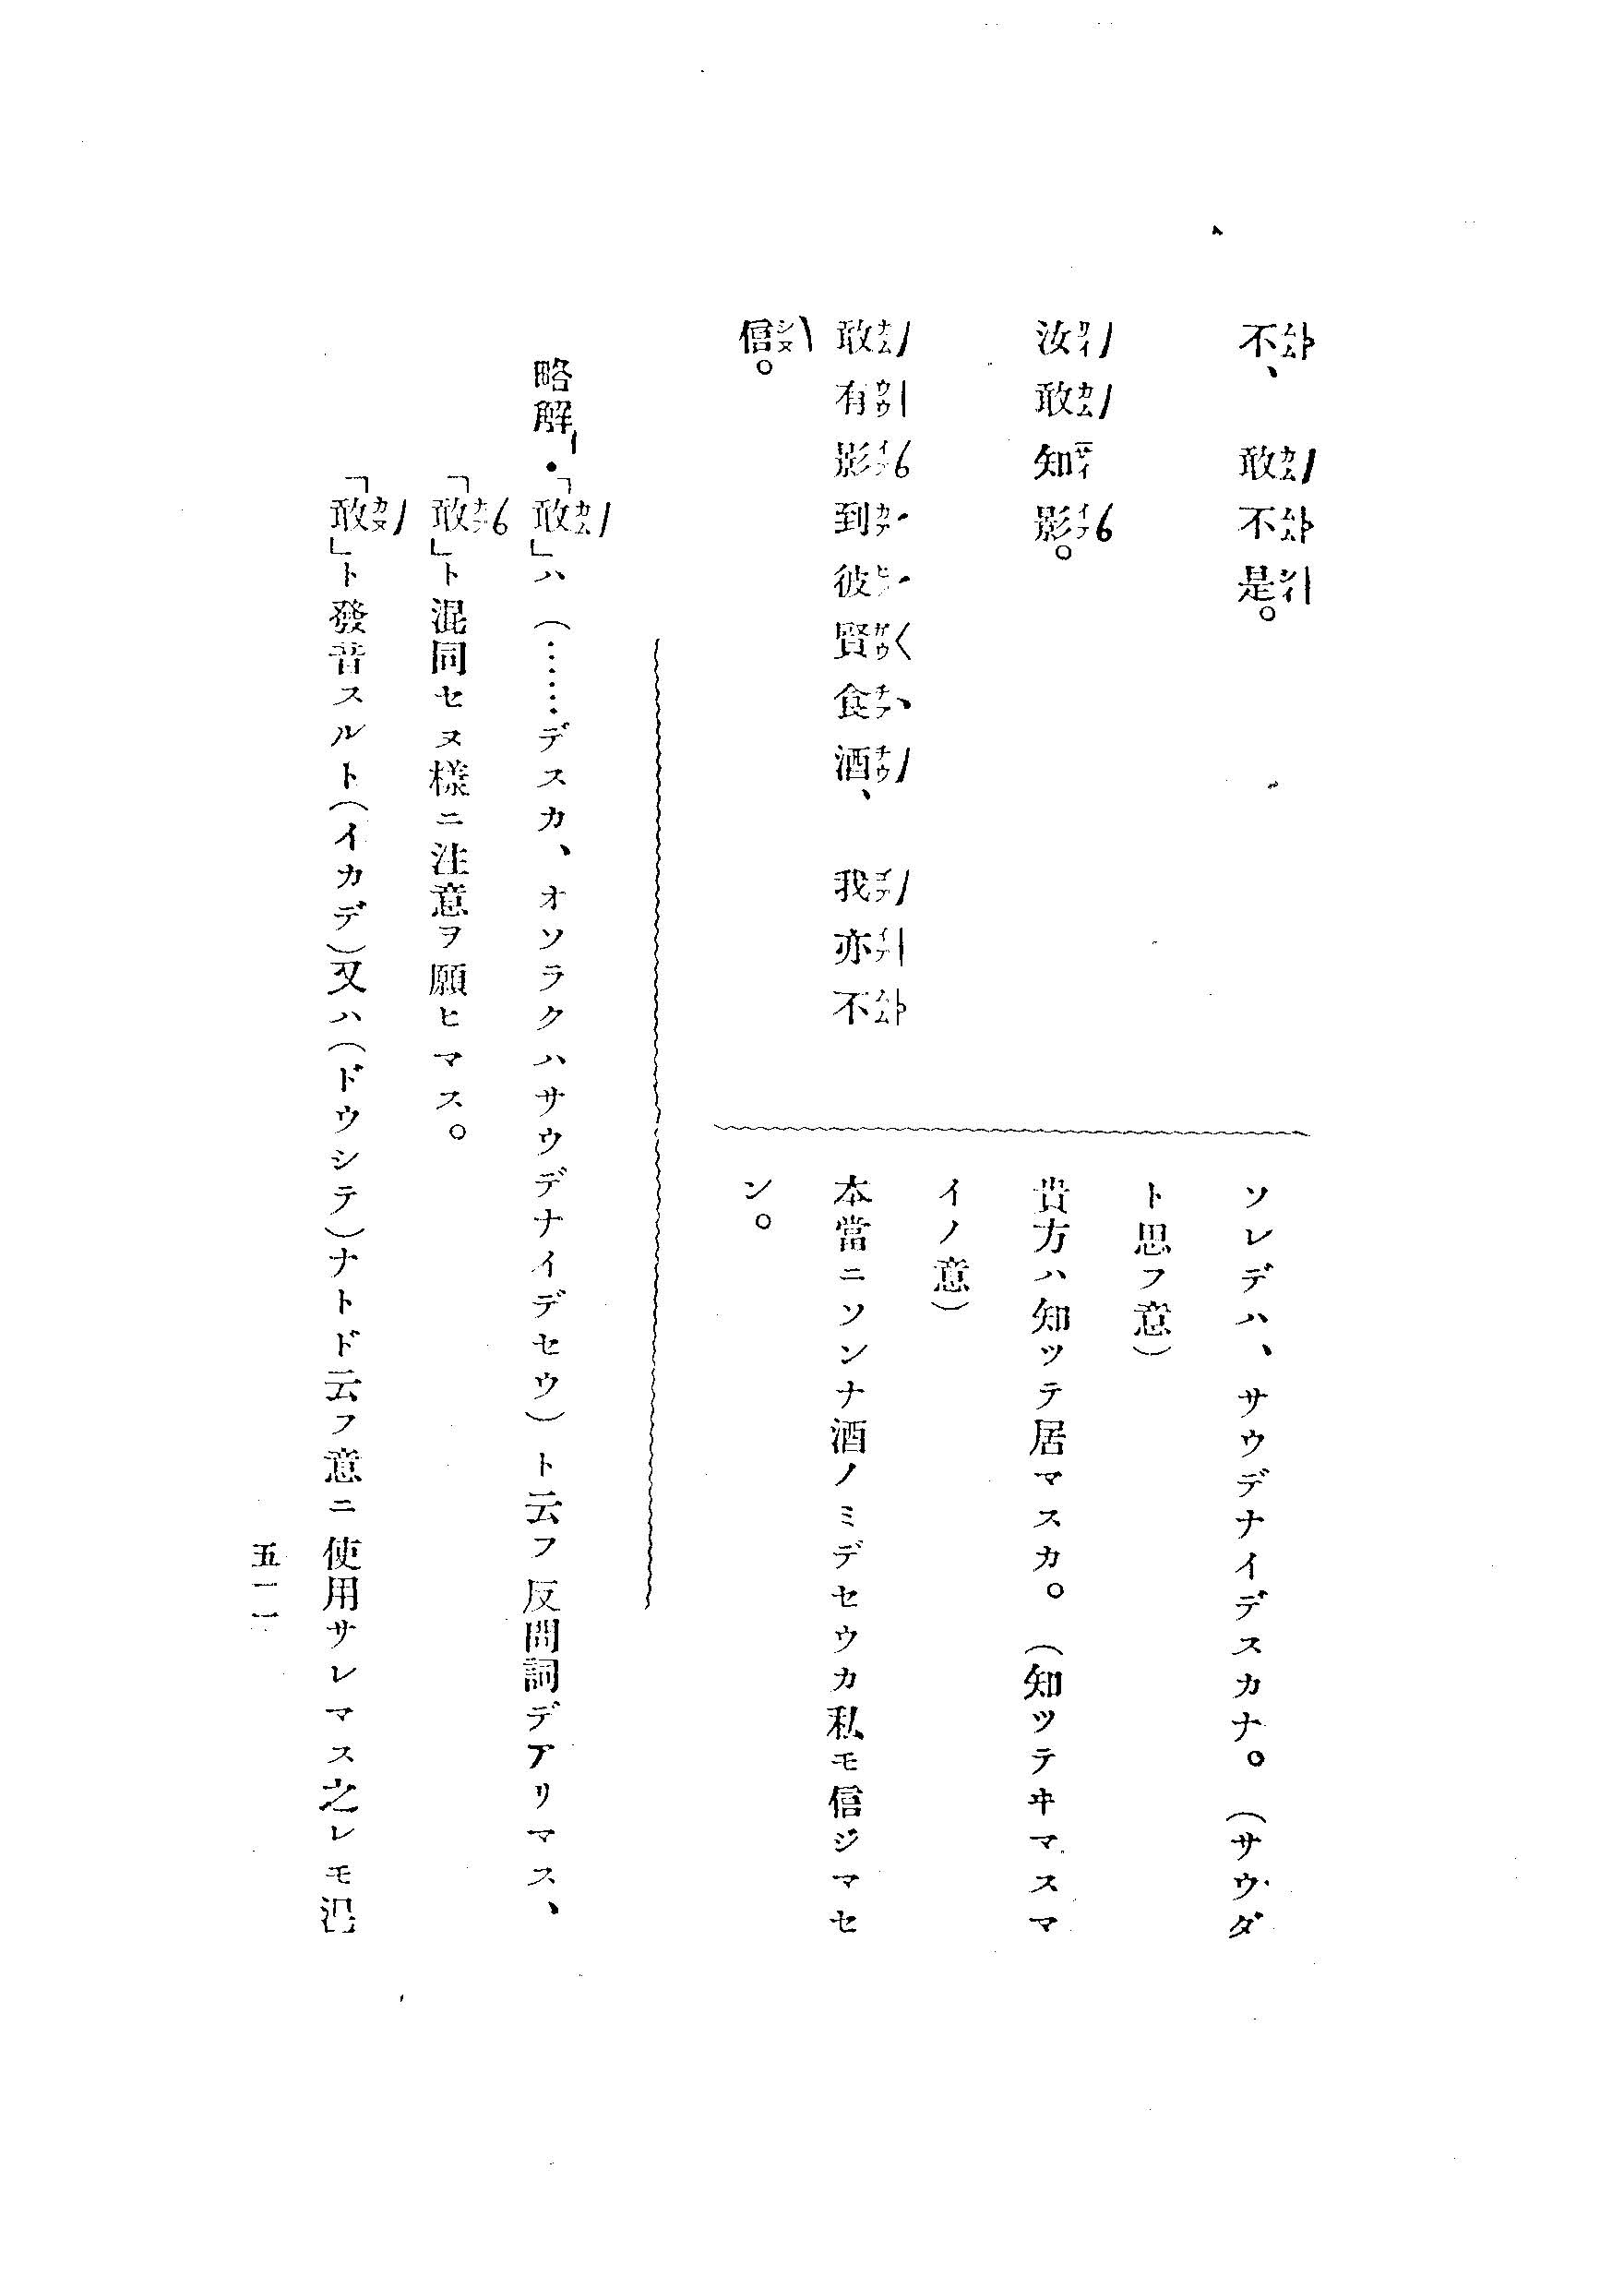 不、敢不是。
汝敢知影。
敢有影到彼賢食酒、我亦不
信。
ソレデハ、サウデナイデスカナ。(サウダ
ト思フ意)
貴方ハ知ツテ居マスカ。(知ツテヰマスマ
イノ意)
本當ニソンナ酒ノミデセウカ私モ信ジマセ
ン。
略解・「敢」ハ(……デスカ、オソラクハサウデナイデセウ)ト云フ反問詞デアリマス、
「敢」ト混同セヌ樣ニ注意ヲ願ヒマス。
「敢」ト發音スルト(イカデ)又ハ(ドウシテ)ナトド云フ意ニ使用サレマス之レモ混
五一一